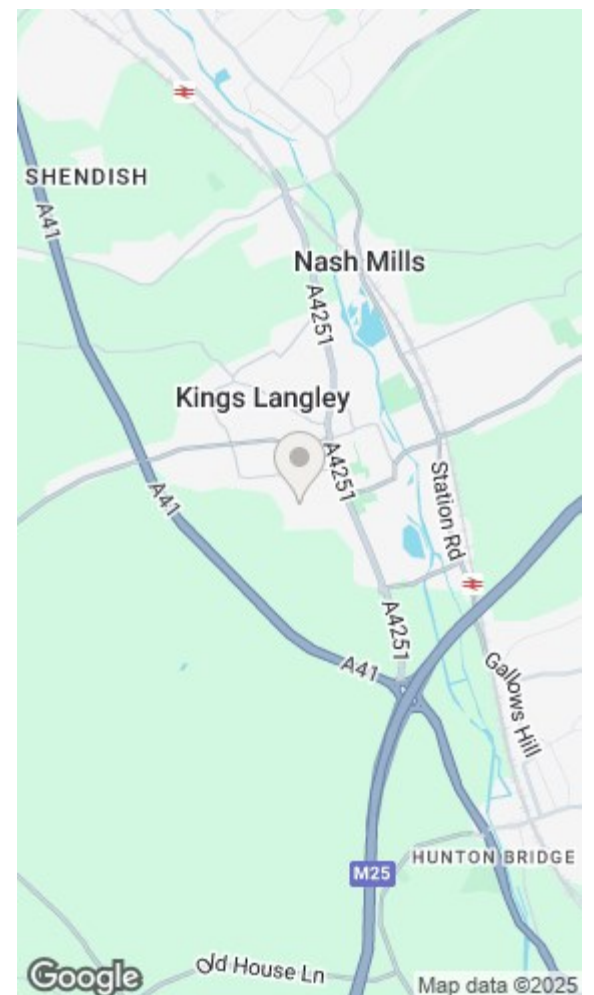 SHENDISH
A41
Nash Mills
A4251
Kings Langley
A4251
A41
Station Rd
A4251
A41
Gallows Hill
HUNTON BRIDGE
M25
Old House Ln
Google
Map data ©2025